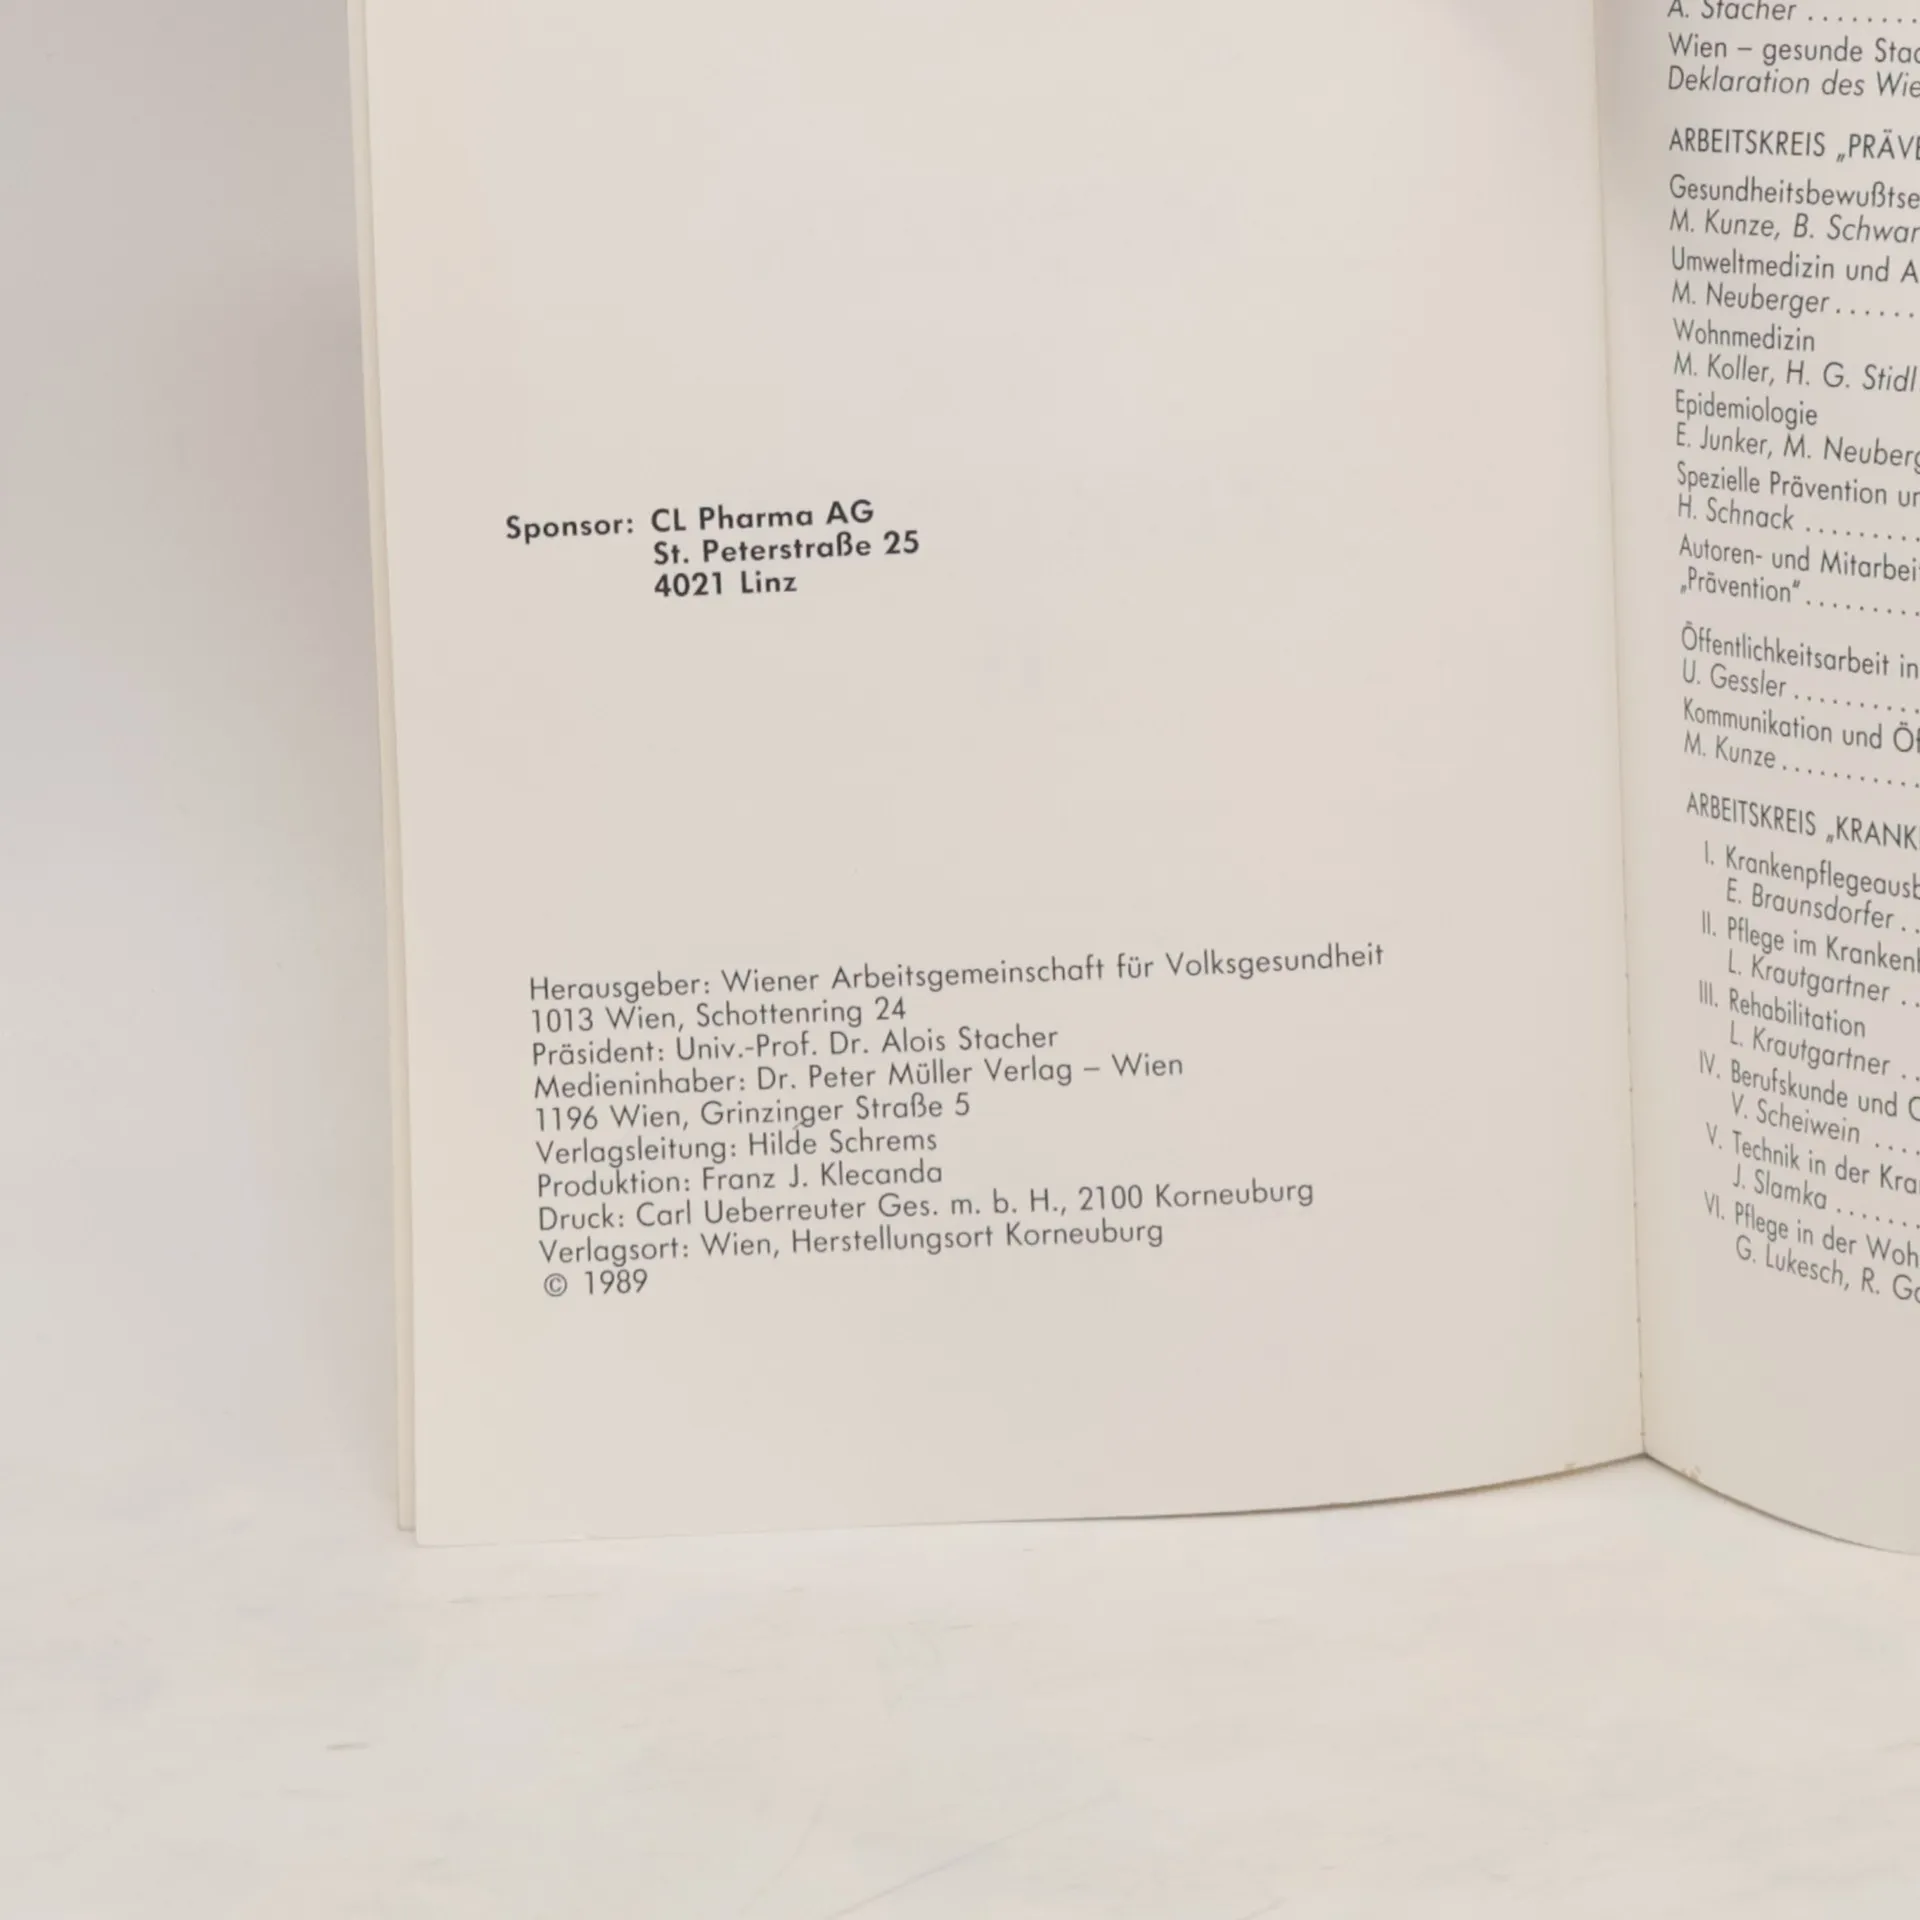 Sponsor: CL Pharma AG
St. Peterstraße 25
4021 Linz
Herausgeber: Wiener Arbeitsgemeinschaft für Volksgesundheit
1013 Wien, Schottenring 24
Präsident: Univ.-Prof. Dr. Alois Stacher
Medieninhaber: Dr. Peter Müller Verlag – Wien
1196 Wien, Grinzinger Straße 5
Verlagsleitung: Hilde Schrems
Produktion: Franz J. Klecanda
Druck: Carl Ueberreuter Ges. m. b. H., 2100 Korneuburg
Verlagsort: Wien, Herstellungsort Korneuburg
© 1989
A. Stacher ........
Wien – gesunde
Deklaration des
ARBEITSKREIS
M. Kunze, B.
Umweltmedizin und
M. Neuberger ......
Wohnmedizin
M. Koller, H. G.
Epidemiologie
E. Junker, M.
Spezielle Prävention
H. Schnack .........
Autoren- und
„Prävention“ .........
Öffentlichkeitsarbeit in
U. Gessler ..........
Kommunikation und
M. Kunze ...........
ARBEITSKREIS
I.
E. Braunsdorfer ..
II. Pflege im
L. Krautgartner ..
III. Rehabilitation
L. Krautgartner ..
IV. Berufskunde und
V. Scheiwein ....
V. Technik in der
J. Slamka .......
VI. Pflege in der
G. Lukesch, R.